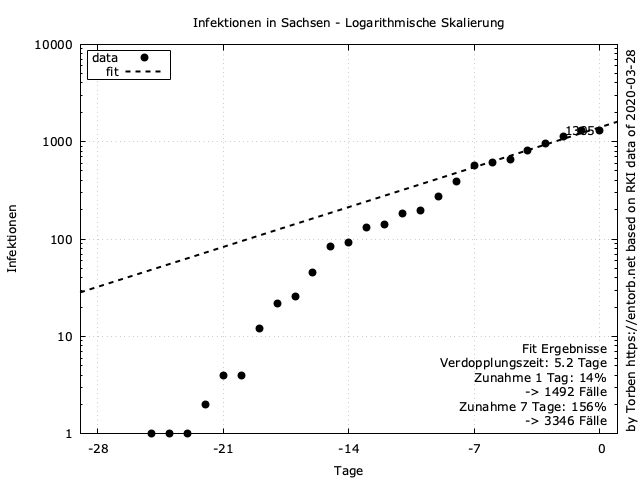 Infektionen in Sachsen - Logarithmische Skalierung
data
fit
10000
1000
100
10
1
Infektionen
-28
-21
-14
-7
0
Tage
Fit Ergebnisse
Verdopplungszeit: 5.2 Tage
Zunahme 1 Tag: 14%
-> 1492 Fälle
Zunahme 7 Tage: 156%
-> 3346 Fälle
by Torben https://entorb.net based on RKI data of 2020-03-28